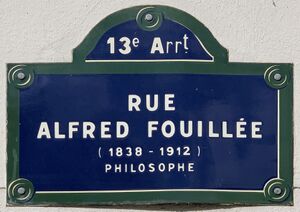 13e Arrt
RUE
ALFRED FOUILLÉE
( 1838 - 1912 )
PHILOSOPHE